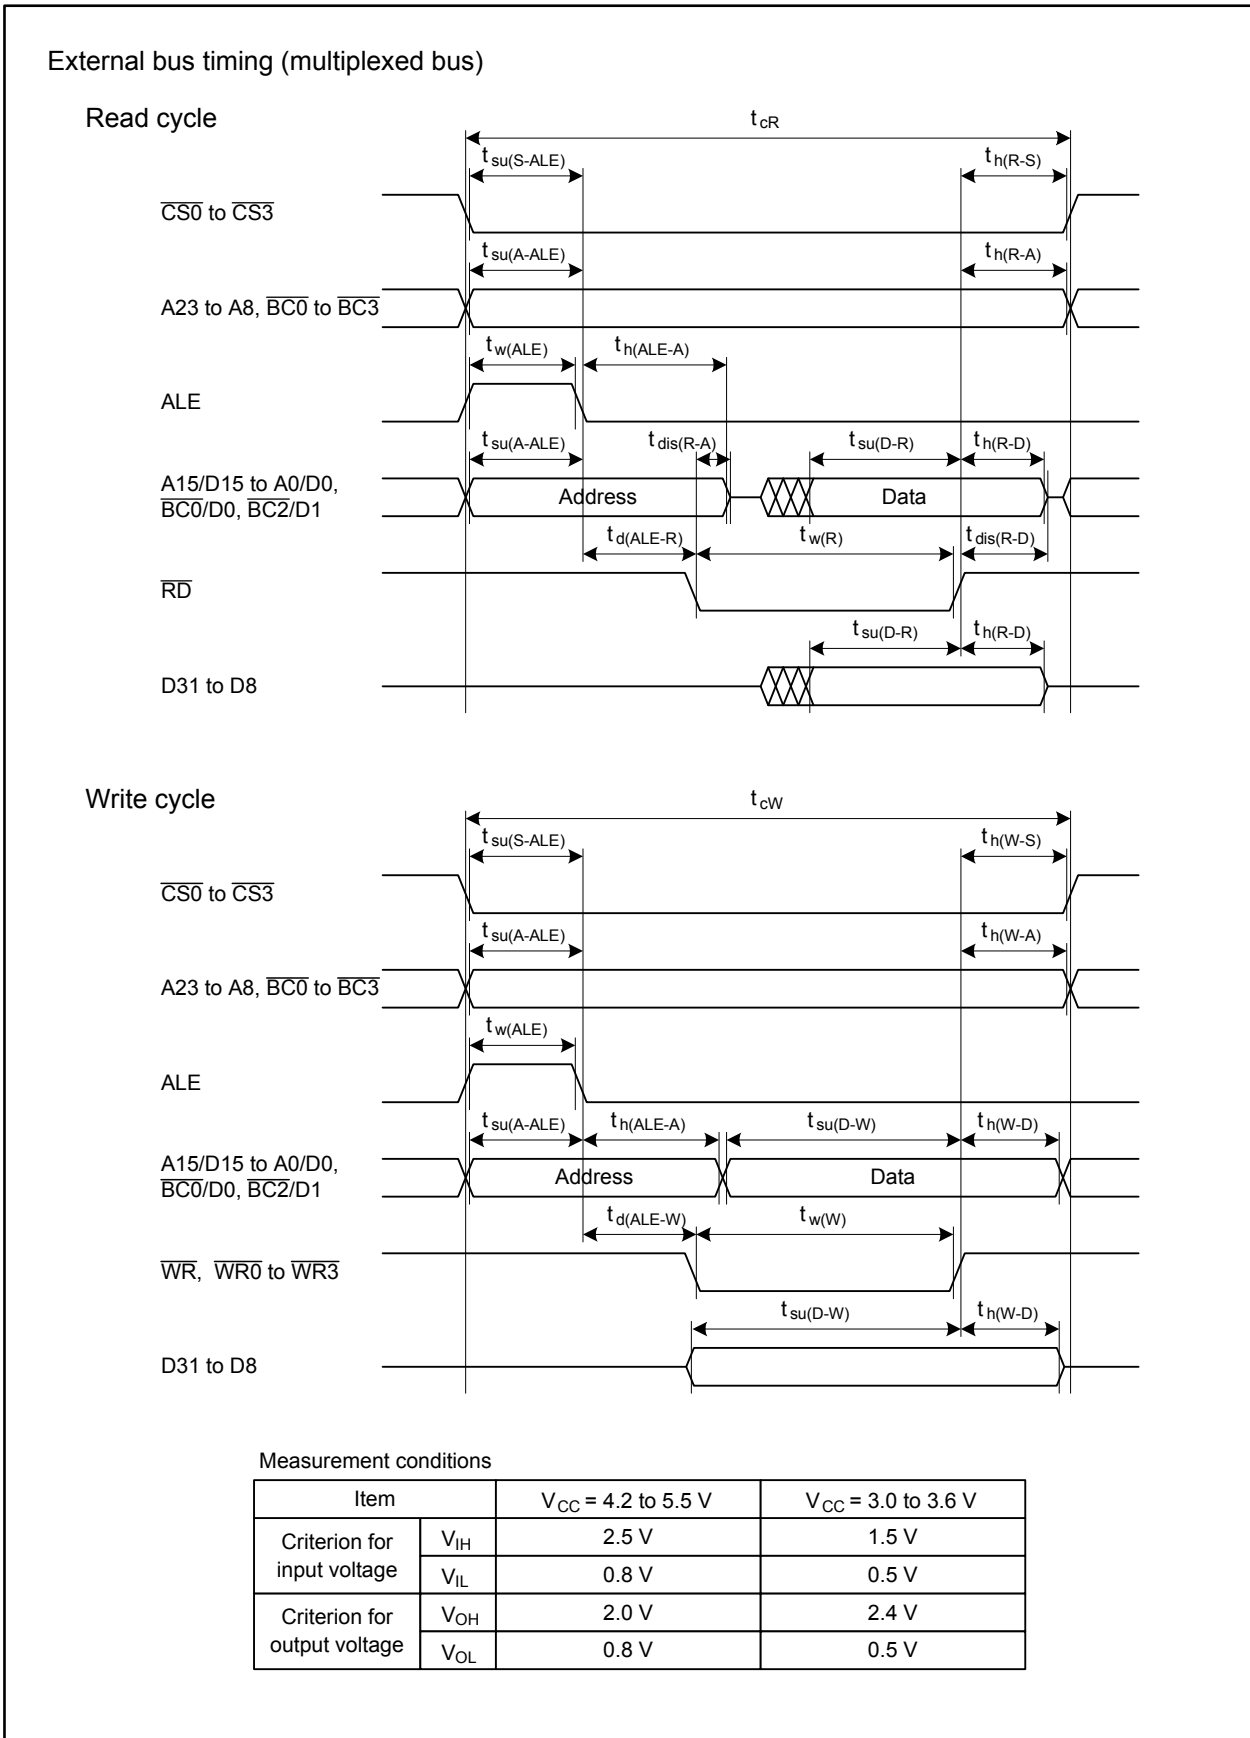 External bus timing (multiplexed bus)
Read cycle
tcR
tsu(S-ALE) th(R-S)
CS0 to CS3
tsu(A-ALE) th(R-A)
A23 to A8, BC0 to BC3
tw(ALE) th(ALE-A)
ALE
tsu(A-ALE) tdis(R-A) tsu(D-R) th(R-D)
A15/D15 to A0/D0,
BC0/D0, BC2/D1
Address Data
td(ALE-R) tw(R) tdis(R-D)
RD
tsu(D-R) th(R-D)
D31 to D8
Write cycle
tcW
tsu(S-ALE) th(W-S)
CS0 to CS3
tsu(A-ALE) th(W-A)
A23 to A8, BC0 to BC3
tw(ALE)
ALE
tsu(A-ALE) th(ALE-A) tsu(D-W) th(W-D)
A15/D15 to A0/D0,
BC0/D0, BC2/D1
Address Data
td(ALE-W) tw(W)
WR, WR0 to WR3
tsu(D-W) th(W-D)
D31 to D8
Measurement conditions
Item VCC = 4.2 to 5.5 V VCC = 3.0 to 3.6 V
Criterion for input voltage VIH 2.5 V 1.5 V
VIL 0.8 V 0.5 V
Criterion for output voltage VOH 2.0 V 2.4 V
VOL 0.8 V 0.5 V